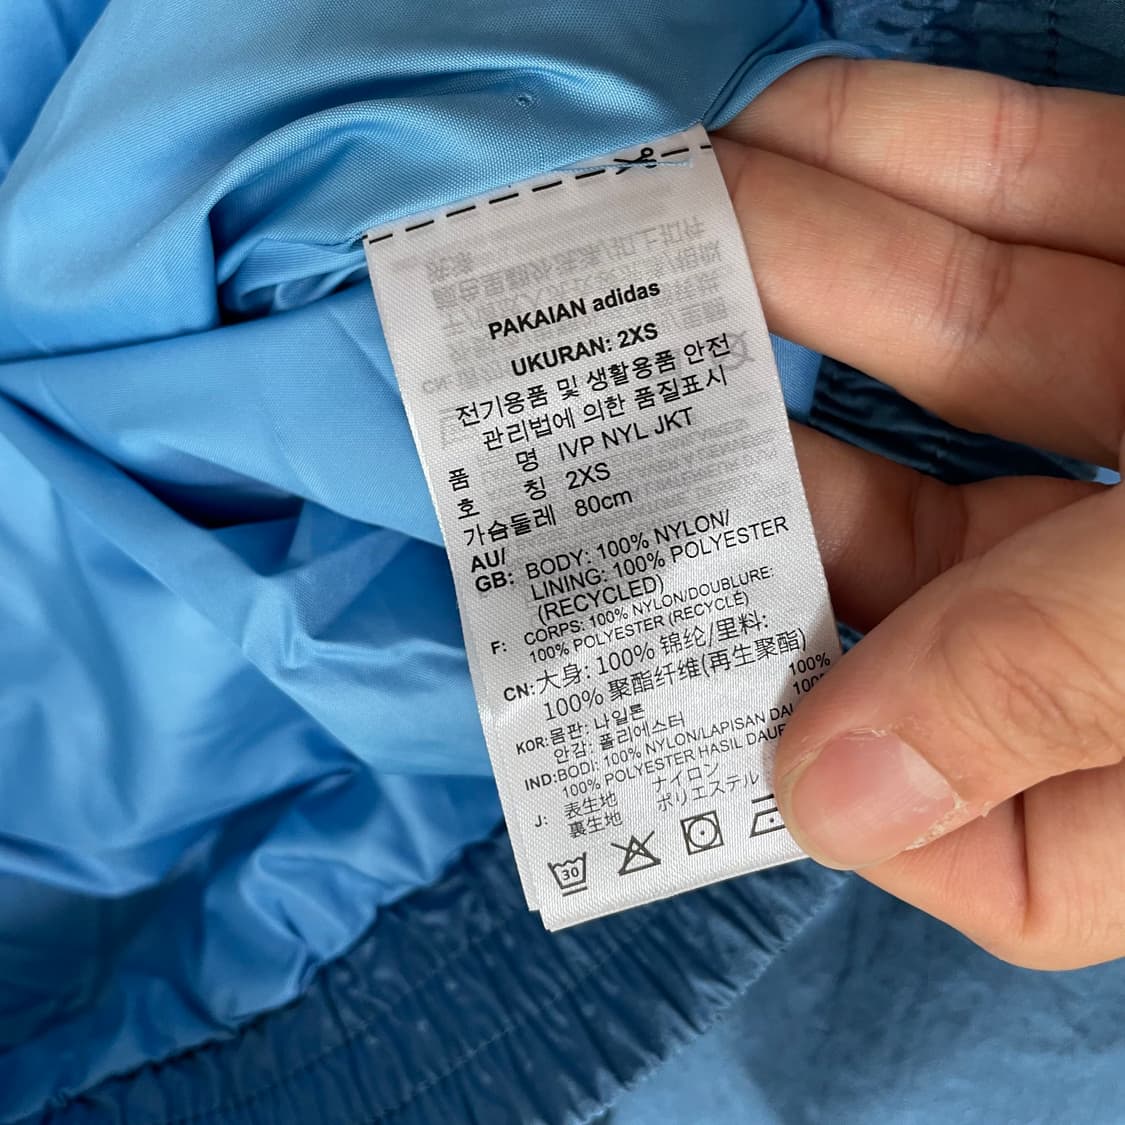 PAKAIAN adidas
UKURAN: 2XS
전기용품 및 생활용품 안전
관리법에 의한 품질표시
품 명 IVP NYL JKT
호 칭 2XS
가슴둘레 80cm
AU/
GB: BODY: 100% NYLON/
LINING: 100% POLYESTER
(RECYCLED)
F: CORPS: 100% NYLON/DOUBLURE:
100% POLYESTER (RECYCLÉ)
CN: 大身: 100% 锦纶/里料:
100% 聚酯纤维(再生聚酯)
KOR: 몸판: 나일론 100%
안감: 폴리에스터
IND: BODI: 100% NYLON/LAPISAN
100% POLYESTER HASIL
J: 表生地 ナイロン
裏生地 ポリエステル
30